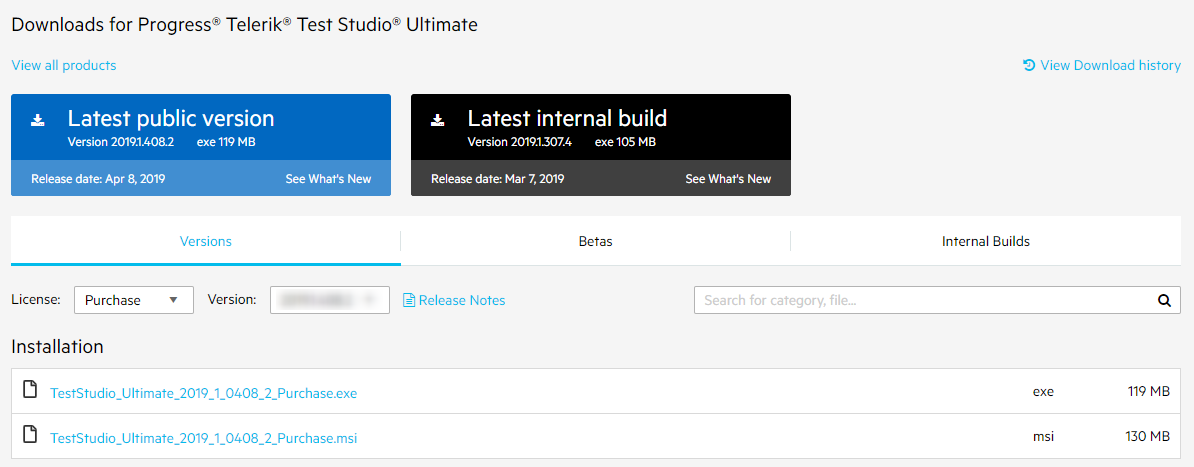 Downloads for Progress® Telerik® Test Studio® Ultimate
View all products
View Download history
Latest public version
Version 2019.1.408.2 exe 119 MB
Release date: Apr 8, 2019 See What's New
Latest internal build
Version 2019.1.307.4 exe 105 MB
Release date: Mar 7, 2019 See What's New
Versions Betas Internal Builds
License: Purchase Version: Release Notes Search for category, file...
Installation
TestStudio_Ultimate_2019_1_0408_2_Purchase.exe exe 119 MB
TestStudio_Ultimate_2019_1_0408_2_Purchase.msi msi 130 MB